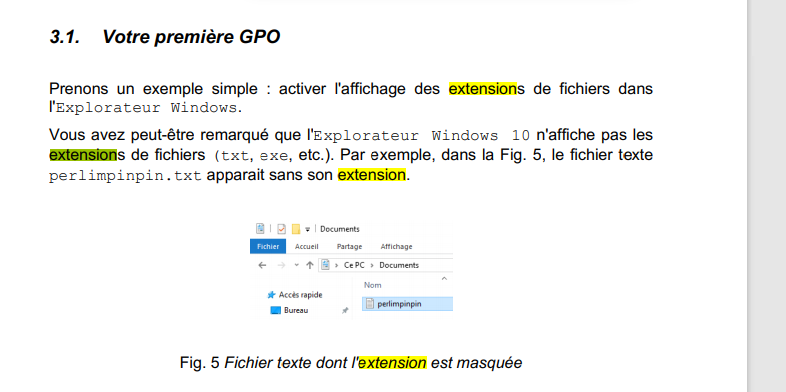 3.1. Votre première GPO
Prenons un exemple simple : activer l'affichage des extensions de fichiers dans
l'Explorateur Windows.
Vous avez peut-être remarqué que l'Explorateur Windows 10 n'affiche pas les
extensions de fichiers (txt, exe, etc.). Par exemple, dans la Fig. 5, le fichier texte
perlimpinpin.txt apparait sans son extension.
Documents
Fichier Accueil Partage Affichage
Ce PC > Documents
Nom
Accès rapide
perlimpinpin
Bureau
Fig. 5 Fichier texte dont l'extension est masquée